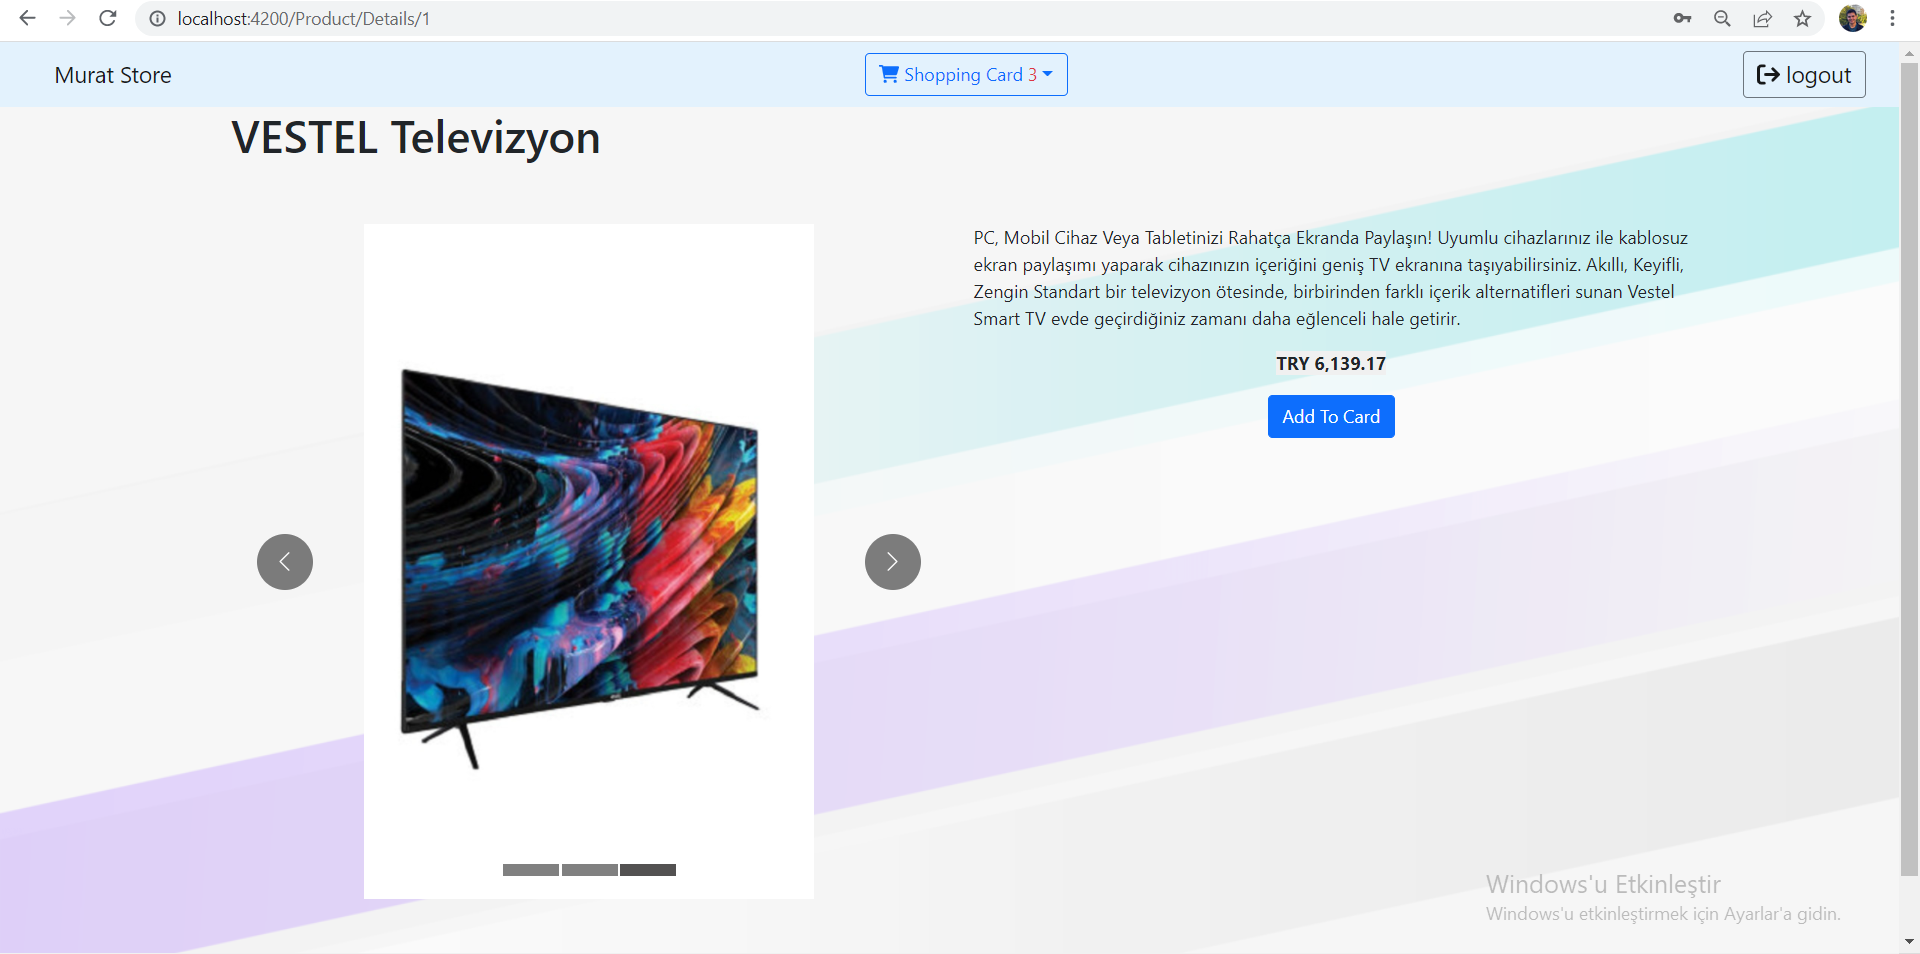 localhost:4200/Product/Details/1
Murat Store
Shopping Card 3
logout
VESTEL Televizyon
PC, Mobil Cihaz Veya Tabletinizi Rahatça Ekranda Paylaşın! Uyumlu cihazlarınız ile kablosuz
ekran paylaşımı yaparak cihazınızın içeriğini geniş TV ekranına taşıyabilirsiniz. Akıllı, Keyifli,
Zengin Standart bir televizyon ötesinde, birbirinden farklı içerik alternatifleri sunan Vestel
Smart TV evde geçirdiğiniz zamanı daha eğlenceli hale getirir.
TRY 6,139.17
Add To Card
Windows'u Etkinleştir
Windows'u etkinleştirmek için Ayarlar'a gidin.